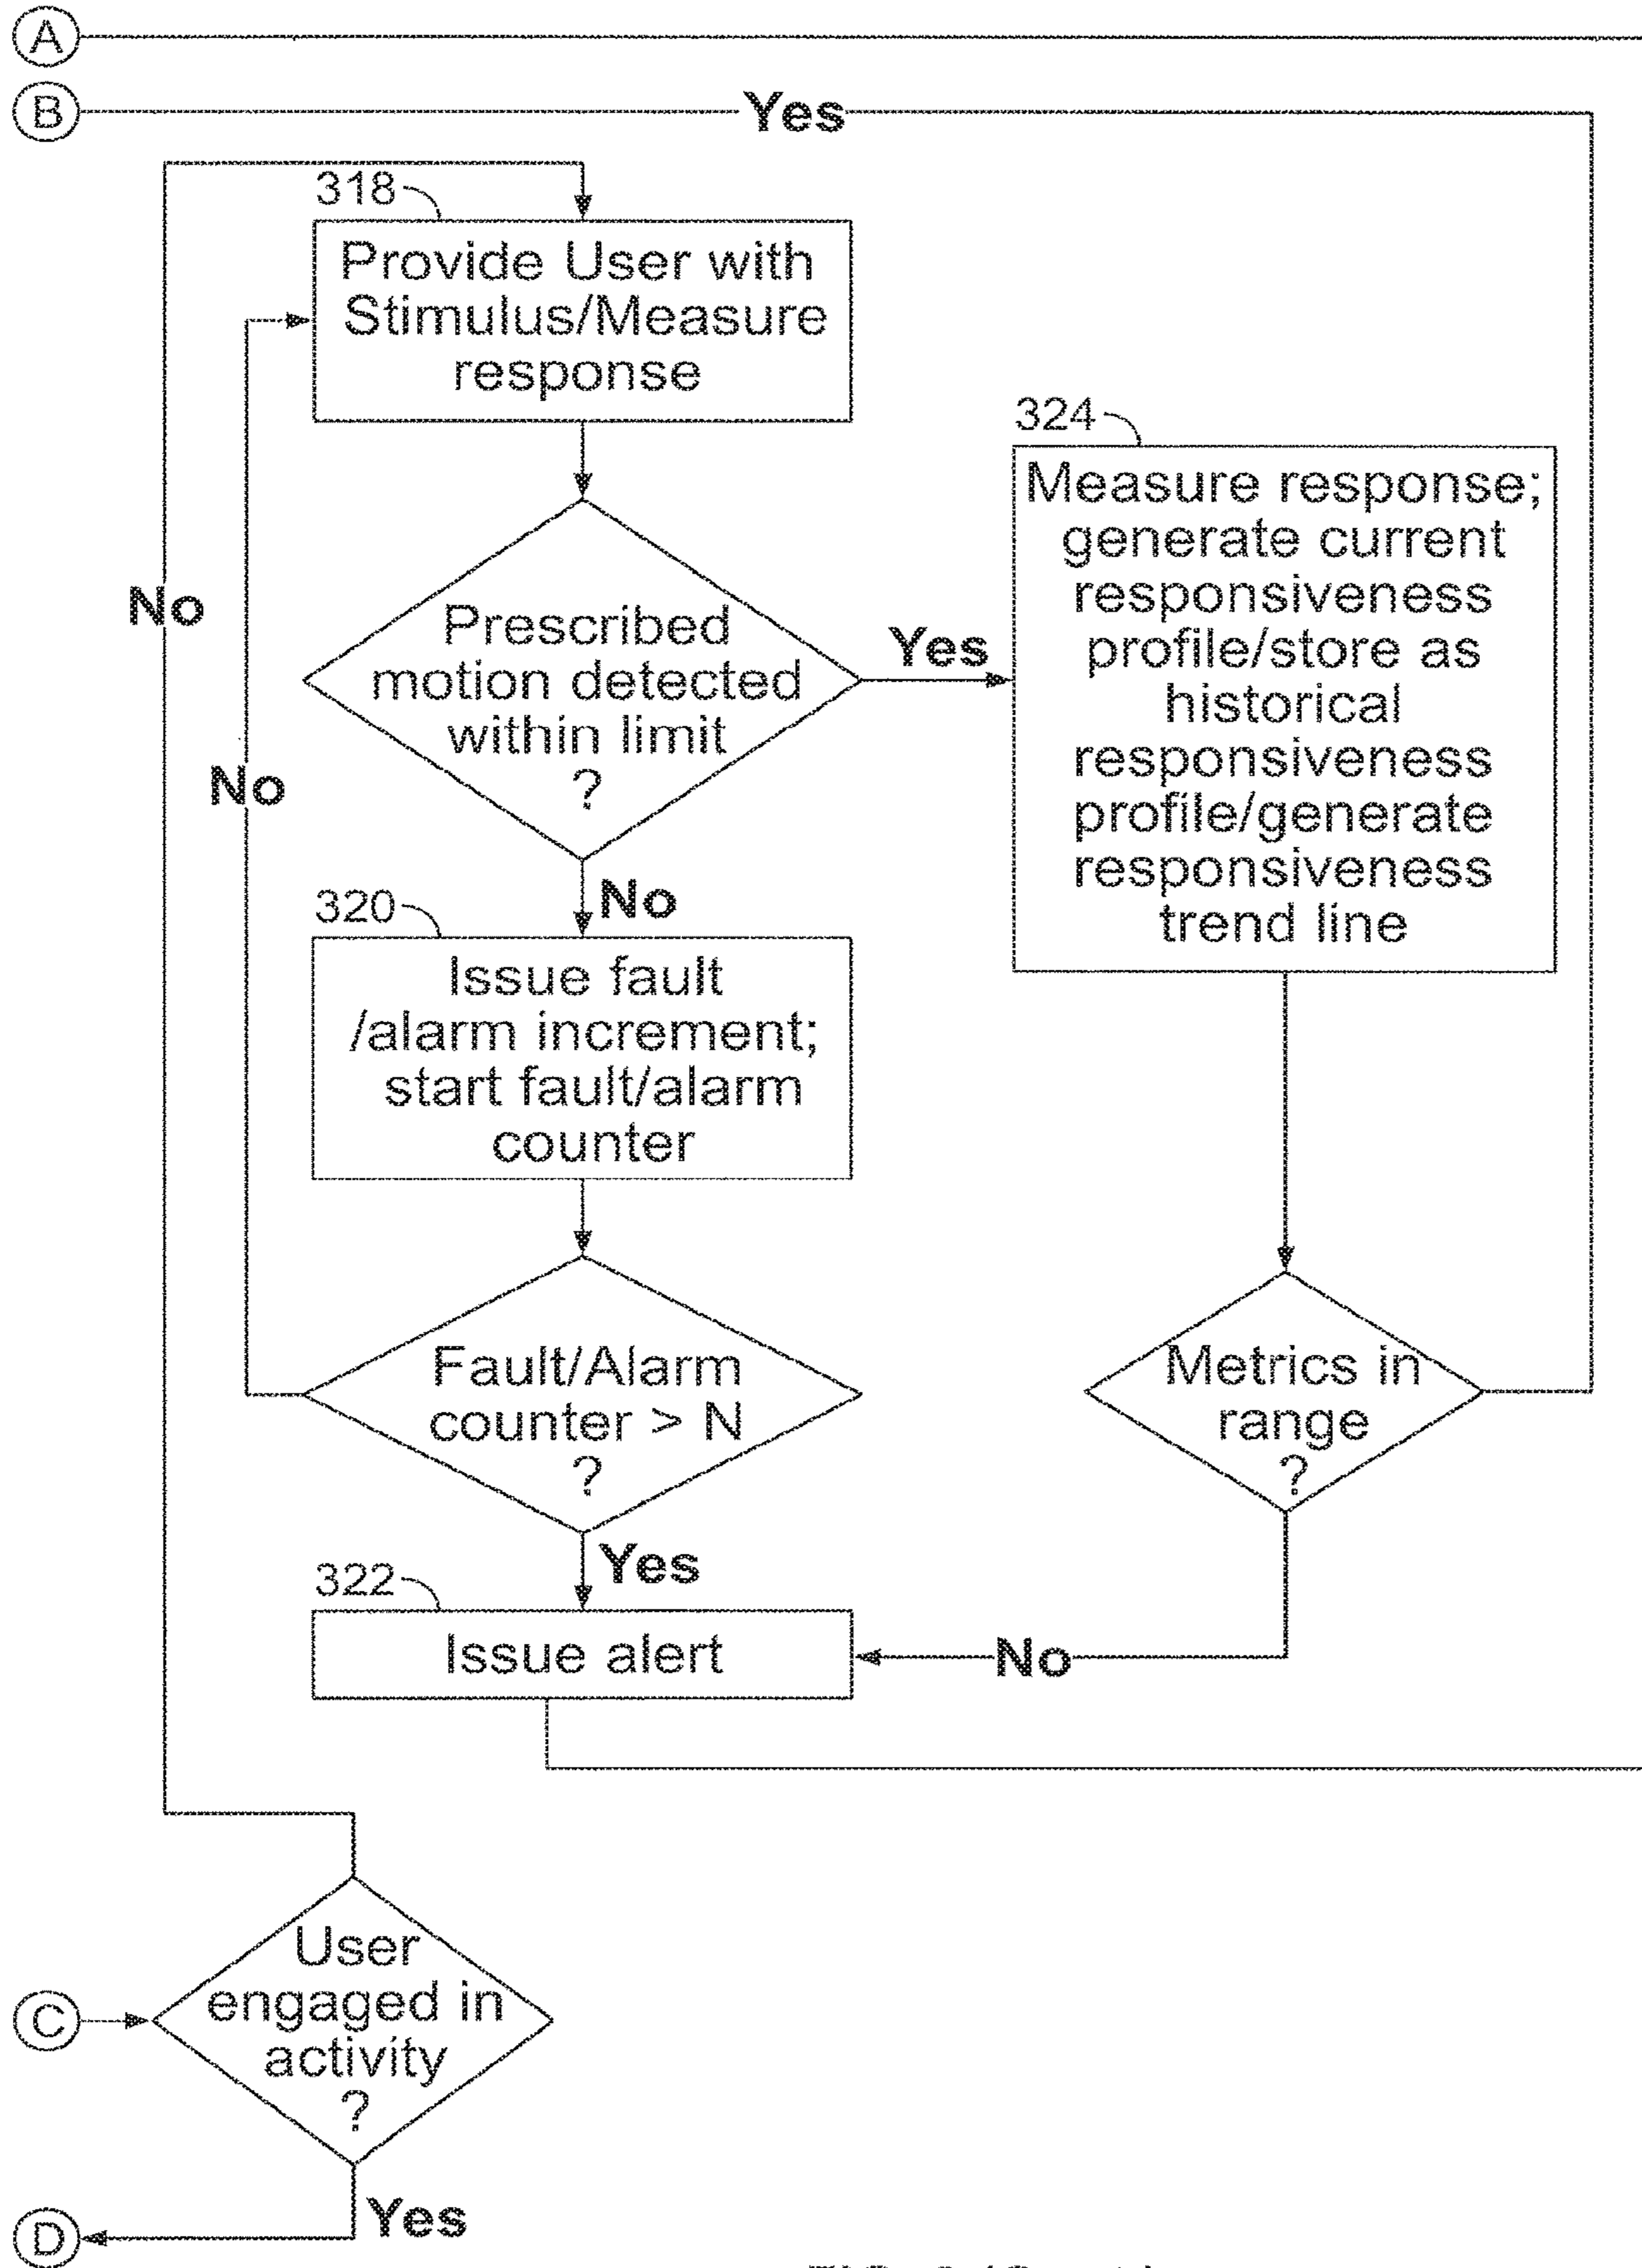 A
B
Yes
318
Provide User with
Stimulus/Measure
response
324
Measure response;
generate current
responsiveness
profile/store as
historical
responsiveness
profile/generate
responsiveness
trend line
No
Prescribed
motion detected
within limit
?
Yes
No
No
320
Issue fault
/alarm increment;
start fault/alarm
counter
Fault/Alarm
counter > N
?
Metrics in
range
?
Yes
322
Issue alert
No
User
engaged in
activity
?
C
Yes
D